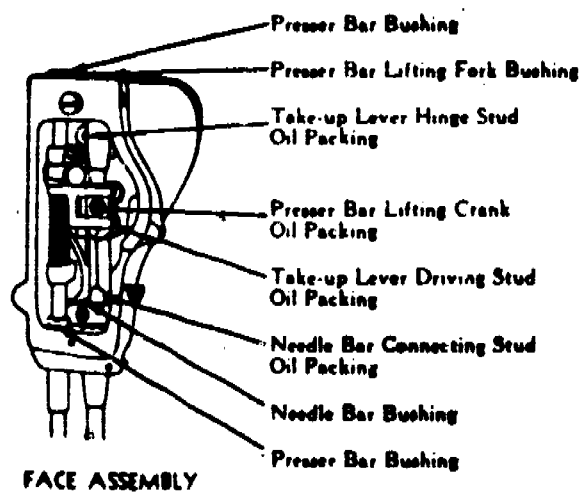 Presser Bar Bushing
Presser Bar Lifting Fork Bushing
Take-up Lever Hinge Stud
Oil Packing
Presser Bar Lifting Crank
Oil Packing
Take-up Lever Driving Stud
Oil Packing
Needle Bar Connecting Stud
Oil Packing
Needle Bar Bushing
Presser Bar Bushing
FACE ASSEMBLY